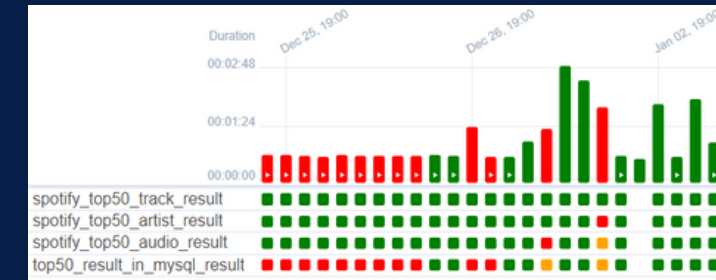 Dec 25, 19:00
Dec 26, 19:00
Jan 02, 19:00
Duration
00:02:48
00:01:24
00:00:00
spotify_top50_track_result
spotify_top50_artist_result
spotify_top50_audio_result
top50_result_in_mysql_result